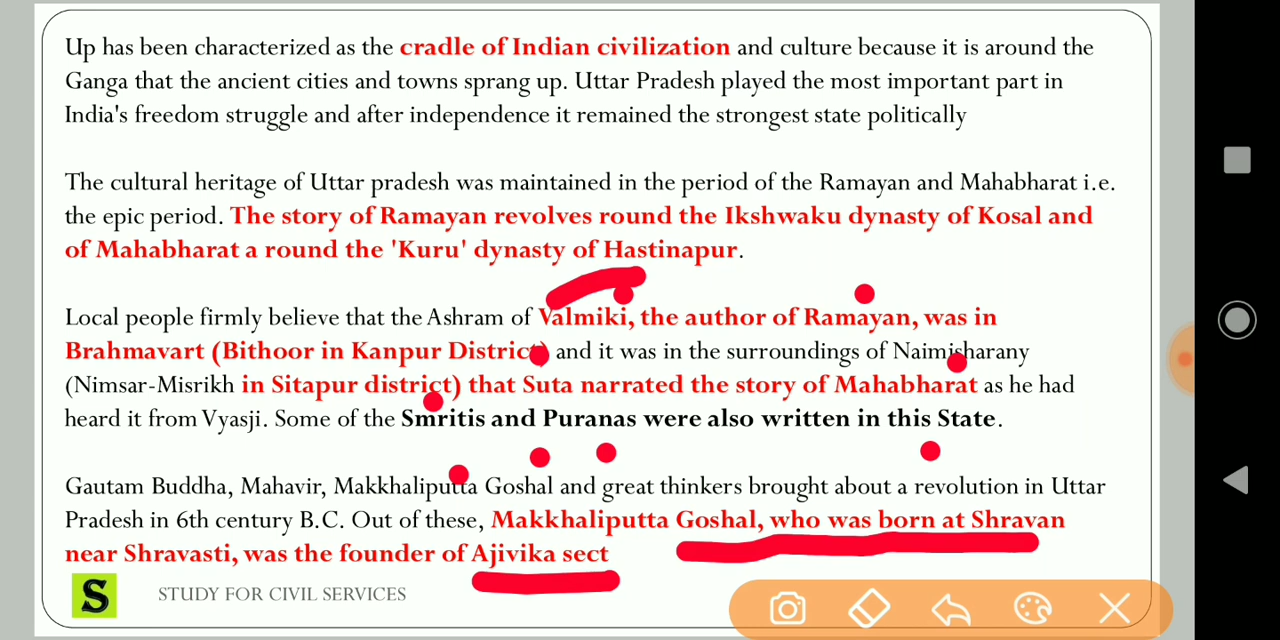 Up has been characterized as the cradle of Indian civilization and culture because it is around the
Ganga that the ancient cities and towns sprang up. Uttar Pradesh played the most important part in
India's freedom struggle and after independence it remained the strongest state politically
The cultural heritage of Uttar pradesh was maintained in the period of the Ramayan and Mahabharat i.e.
the epic period. The story of Ramayan revolves round the Ikshwaku dynasty of Kosal and
of Mahabharat a round the 'Kuru' dynasty of Hastinapur.
Local people firmly believe that the Ashram of Valmiki, the author of Ramayan, was in
Brahmavart (Bithoor in Kanpur District) and it was in the surroundings of Naimisharany
(Nimsar-Misrikh in Sitapur district) that Suta narrated the story of Mahabharat as he had
heard it from Vyasji. Some of the Smritis and Puranas were also written in this State.
Gautam Buddha, Mahavir, Makkhaliputta Goshal and great thinkers brought about a revolution in Uttar
Pradesh in 6th century B.C. Out of these, Makkhaliputta Goshal, who was born at Shravan
near Shravasti, was the founder of Ajivika sect
S STUDY FOR CIVIL SERVICES